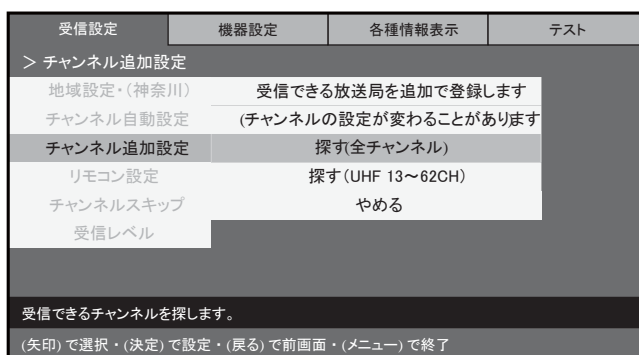 受信設定 機器設定 各種情報表示 テスト
＞ チャンネル追加設定
地域設定・(神奈川) 受信できる放送局を追加で登録します
チャンネル自動設定 (チャンネルの設定が変わることがあります
チャンネル追加設定 探す(全チャンネル)
リモコン設定 探す(UHF 13～62CH)
チャンネルスキップ やめる
受信レベル
受信できるチャンネルを探します。
(矢印) で選択・(決定) で設定・(戻る) で前画面・(メニュー) で終了